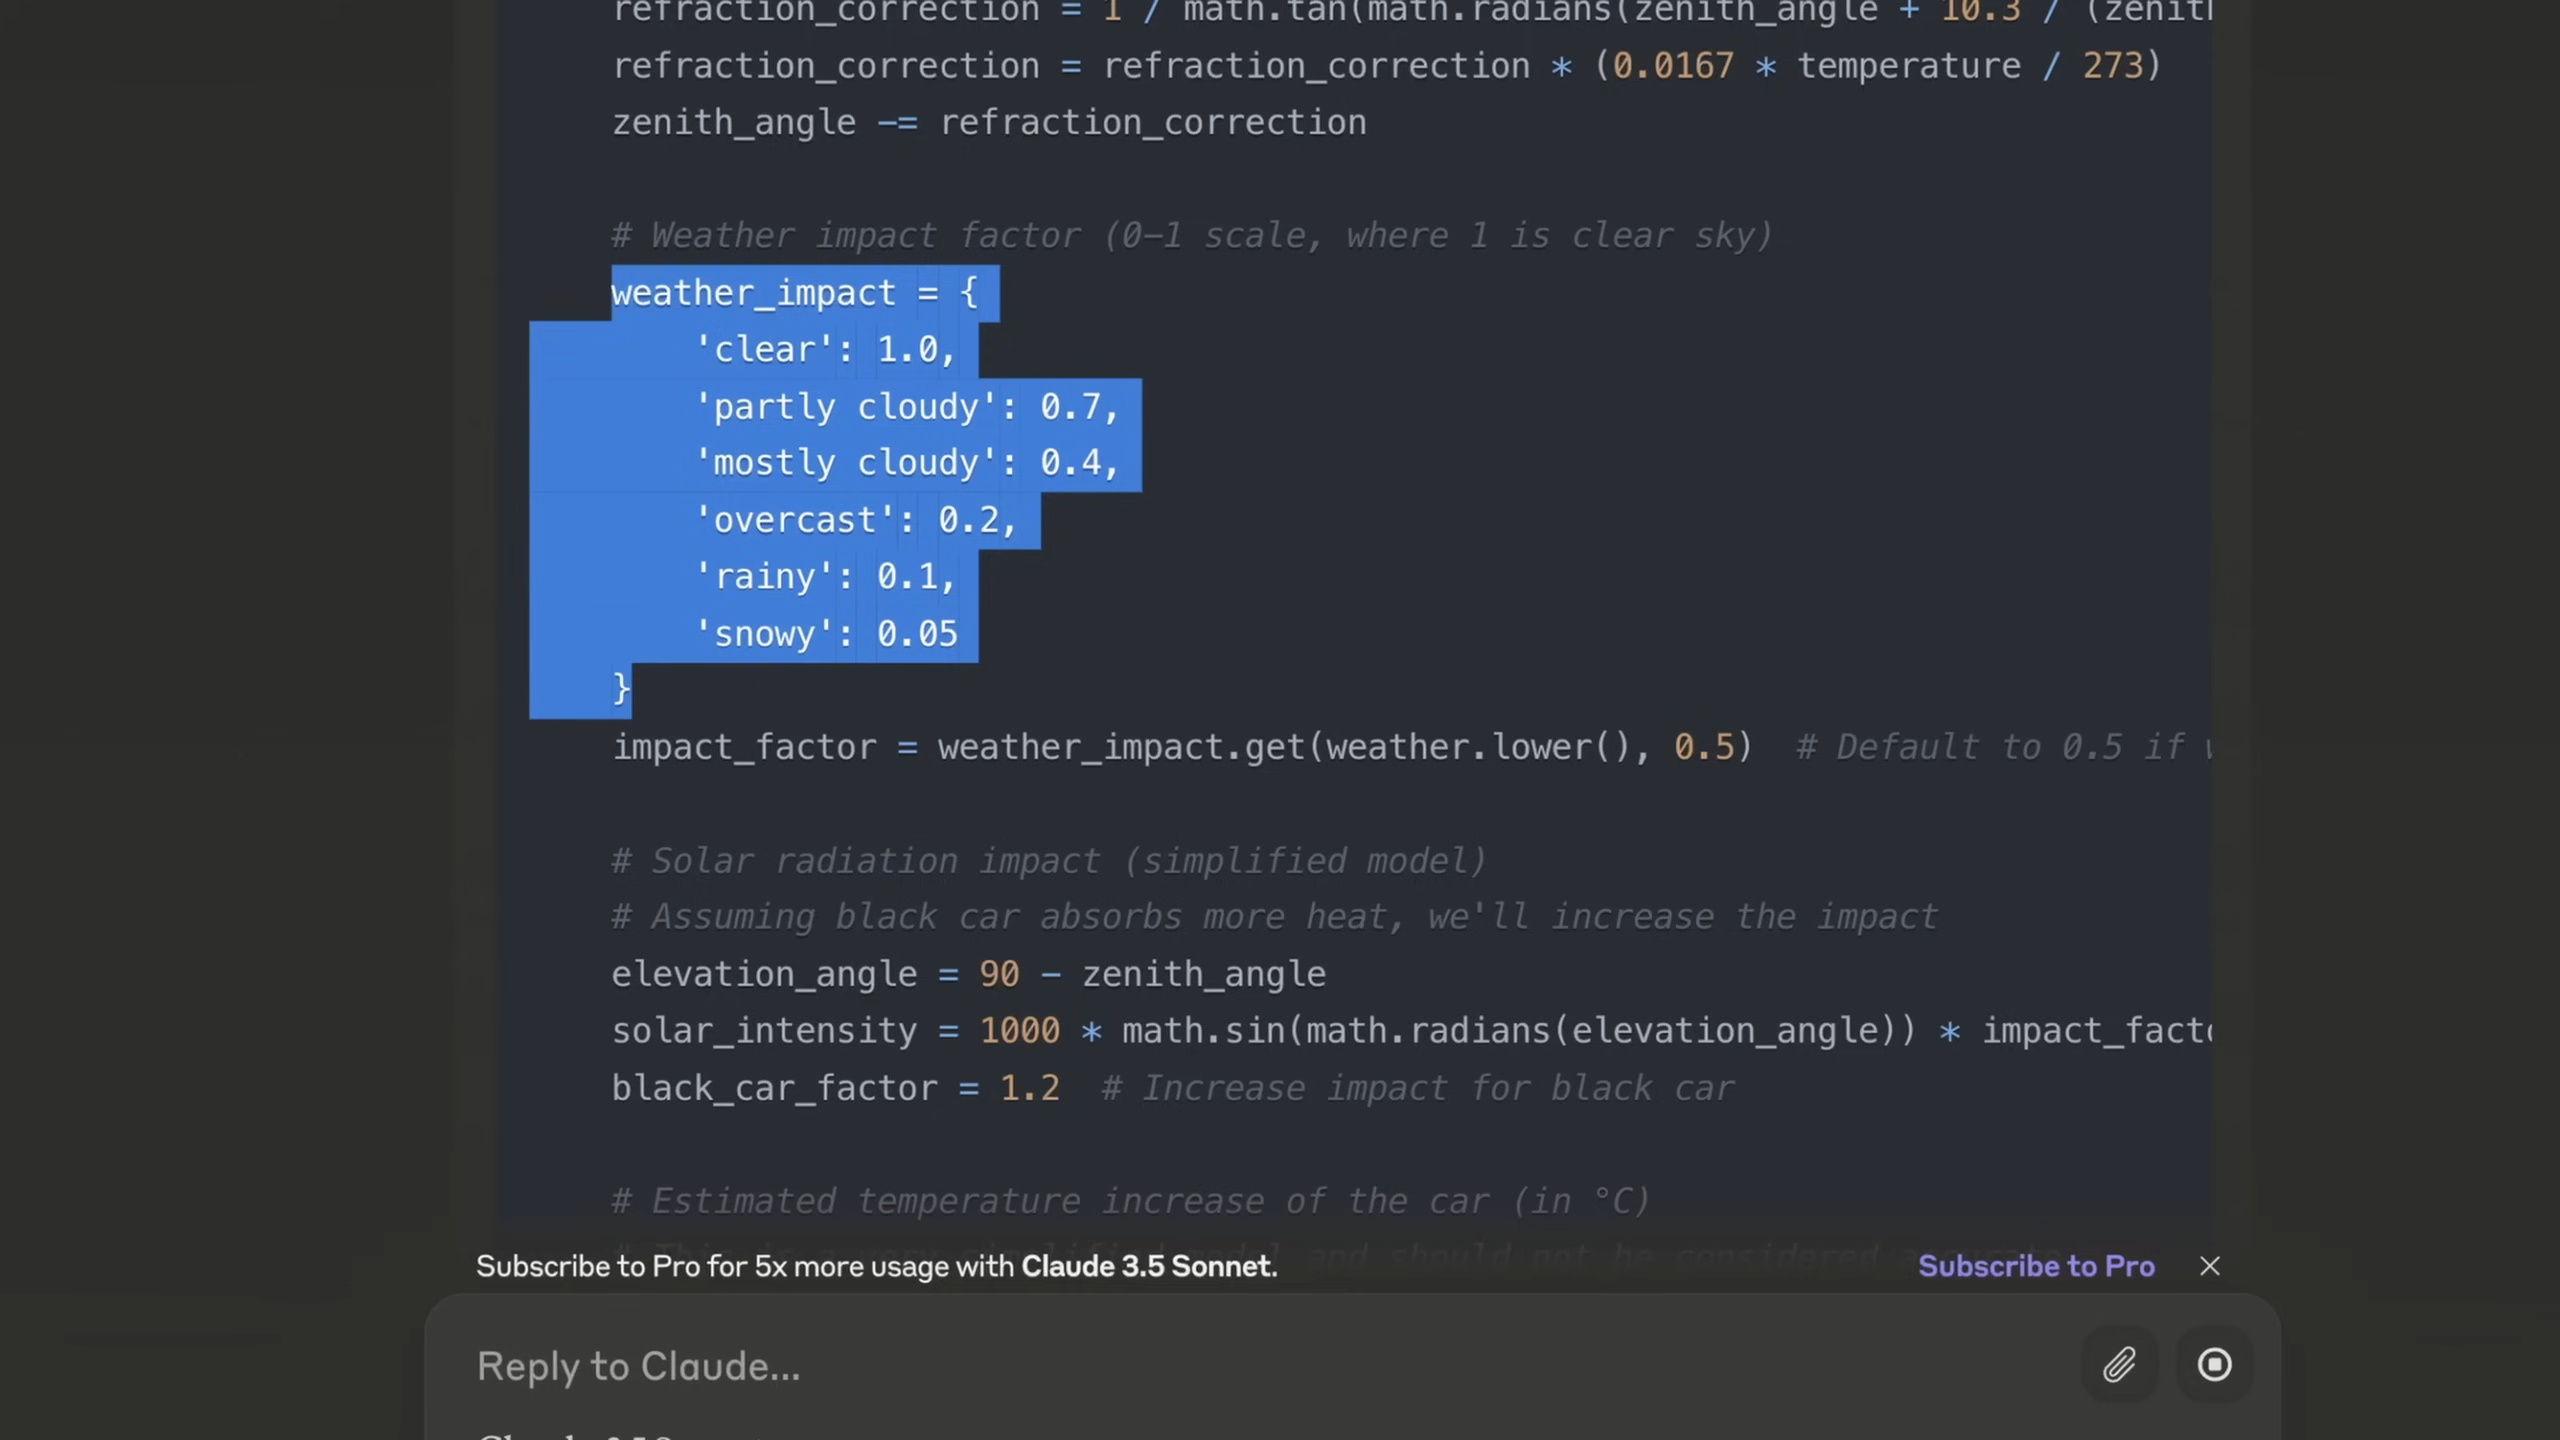 refraction_correction = 1 / math.tan(math.radians(zenith_angle + 10.3 / (zenith
refraction_correction = refraction_correction * (0.0167 * temperature / 273)
zenith_angle -= refraction_correction
# Weather impact factor (0-1 scale, where 1 is clear sky)
weather_impact = {
'clear': 1.0,
'partly cloudy': 0.7,
'mostly cloudy': 0.4,
'overcast': 0.2,
'rainy': 0.1,
'snowy': 0.05
}
impact_factor = weather_impact.get(weather.lower(), 0.5)  # Default to 0.5 if
# Solar radiation impact (simplified model)
# Assuming black car absorbs more heat, we'll increase the impact
elevation_angle = 90 - zenith_angle
solar_intensity = 1000 * math.sin(math.radians(elevation_angle)) * impact_facto
black_car_factor = 1.2  # Increase impact for black car
# Estimated temperature increase of the car (in °C)
Subscribe to Pro for 5x more usage with Claude 3.5 Sonnet.
Subscribe to Pro
Reply to Claude...